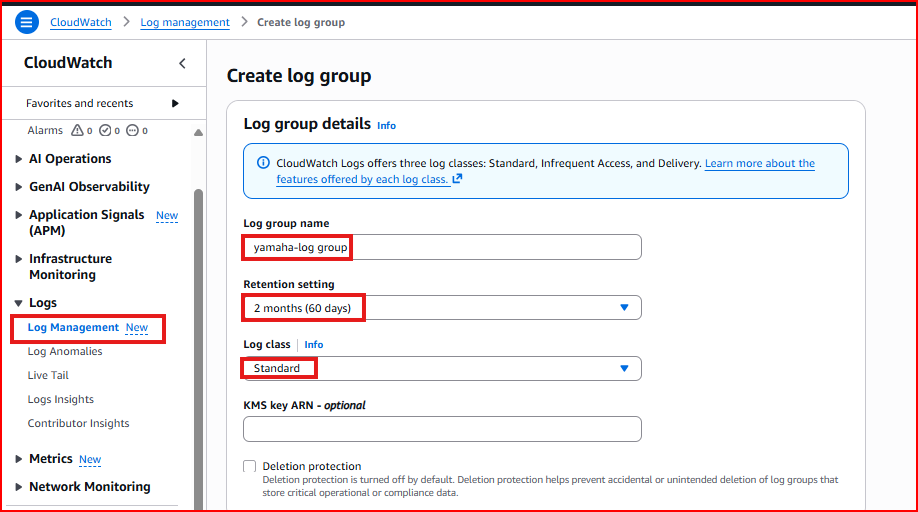 CloudWatch > Log management > Create log group
CloudWatch
Favorites and recents
Alarms 0 0 0
AI Operations
GenAI Observability
Application Signals New
(APM)
Infrastructure
Monitoring
Logs
Log Management New
Log Anomalies
Live Tail
Logs Insights
Contributor Insights
Metrics New
Network Monitoring
Create log group
Log group details Info
CloudWatch Logs offers three log classes: Standard, Infrequent Access, and Delivery. Learn more about the
features offered by each log class.
Log group name
yamaha-log group
Retention setting
2 months (60 days)
Log class Info
Standard
KMS key ARN - optional
Deletion protection
Deletion protection is turned off by default. Deletion protection helps prevent accidental or unintended deletion of log groups that
store critical operational or compliance data.